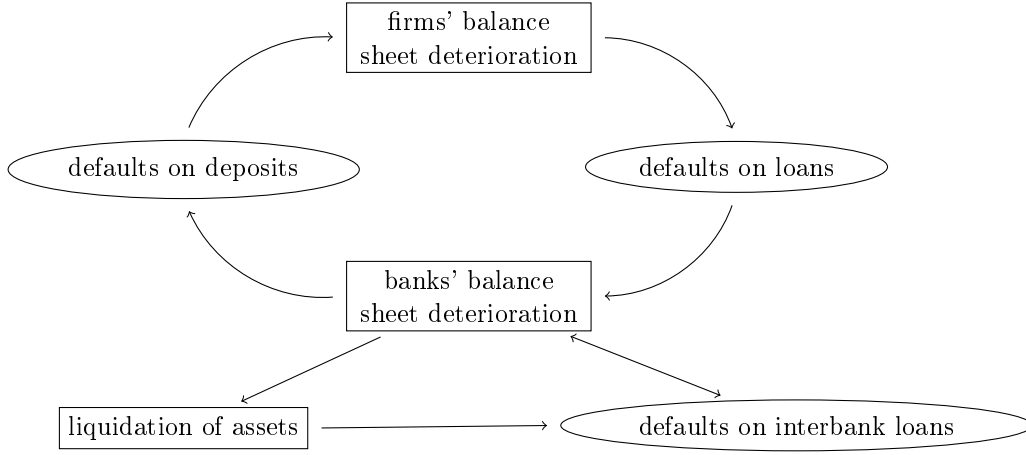 firms' balance
sheet deterioration
defaults on deposits
defaults on loans
banks' balance
sheet deterioration
liquidation of assets
defaults on interbank loans